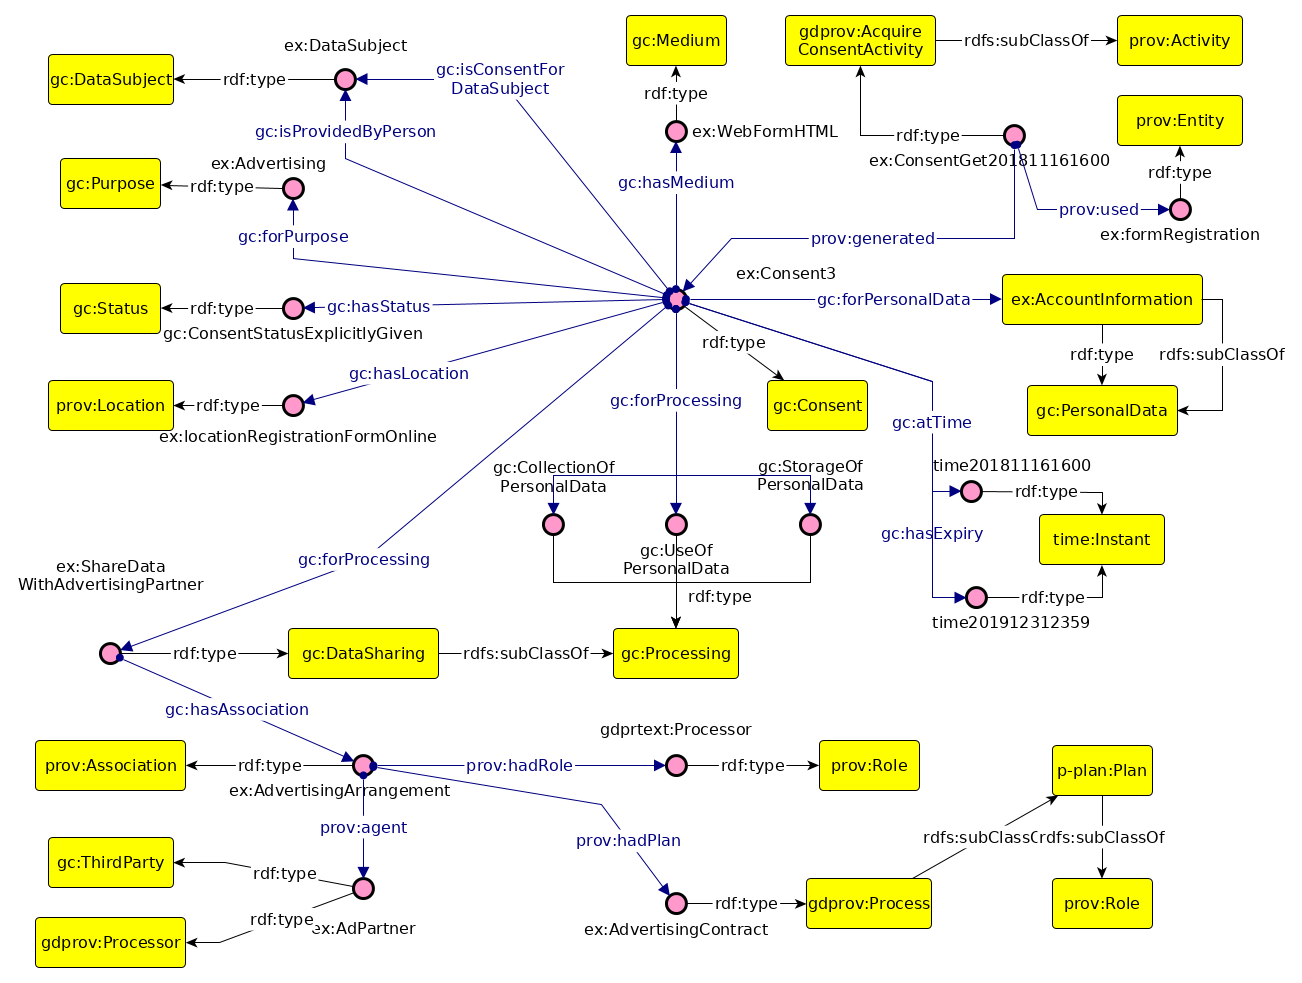 gdprov:Acquire
ConsentActivity
rdfs:subClassOf
prov:Activity
gc:Medium
ex:DataSubject
gc:DataSubject
rdf:type
gc:isConsentFor
DataSubject
rdf:type
prov:Entity
gc:isProvidedByPerson
ex:WebFormHTML
rdf:type
ex:ConsentGet201811161600
rdf:type
ex:Advertising
gc:Purpose
rdf:type
gc:hasMedium
prov:used
ex:formRegistration
gc:forPurpose
prov:generated
ex:Consent3
gc:Status
rdf:type
gc:hasStatus
gc:ConsentStatusExplicitlyGiven
gc:forPersonalData
ex:AccountInformation
rdf:type
rdf:type
rdfs:subClassOf
gc:hasLocation
prov:Location
rdf:type
ex:locationRegistrationFormOnline
gc:forProcessing
gc:Consent
gc:PersonalData
gc:atTime
gc:CollectionOf
PersonalData
gc:StorageOf
PersonalData
time201811161600
rdf:type
gc:hasExpiry
time:Instant
gc:UseOf
PersonalData
gc:forProcessing
ex:ShareData
WithAdvertisingPartner
rdf:type
rdf:type
time201912312359
rdf:type
gc:DataSharing
rdfs:subClassOf
gc:Processing
gc:hasAssociation
gdprtext:Processor
prov:Association
rdf:type
ex:AdvertisingArrangement
prov:hadRole
rdf:type
prov:Role
p-plan:Plan
prov:agent
prov:hadPlan
rdfs:subClassO
rdfs:subClassOf
gc:ThirdParty
rdf:type
gdprov:Processor
rdf:type
ex:AdPartner
rdf:type
ex:AdvertisingContract
gdprov:Process
prov:Role